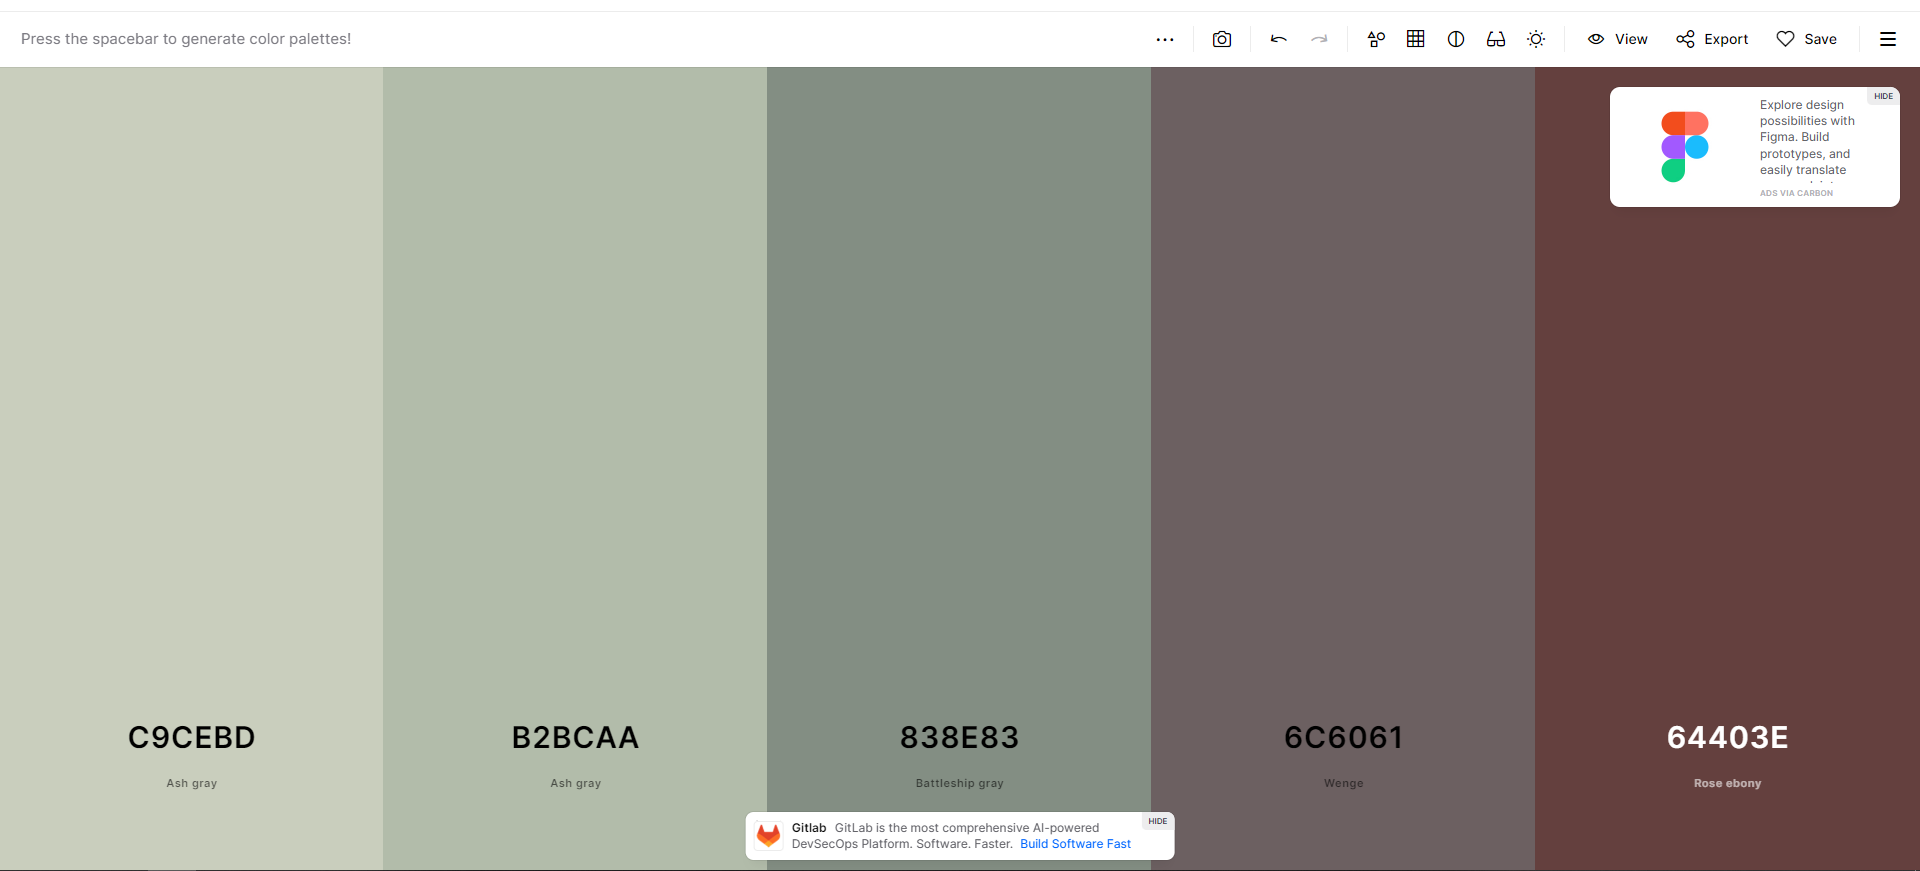 Press the spacebar to generate color palettes!
View
Export
Save
HIDE
Explore design
possibilities with
Figma. Build
prototypes, and
easily translate
ADS VIA CARBON
C9CEBD
Ash gray
B2BCAA
Ash gray
838E83
Battleship gray
6C6061
Wenge
64403E
Rose ebony
HIDE
Gitlab GitLab is the most comprehensive AI-powered
DevSecOps Platform. Software. Faster. Build Software Fast